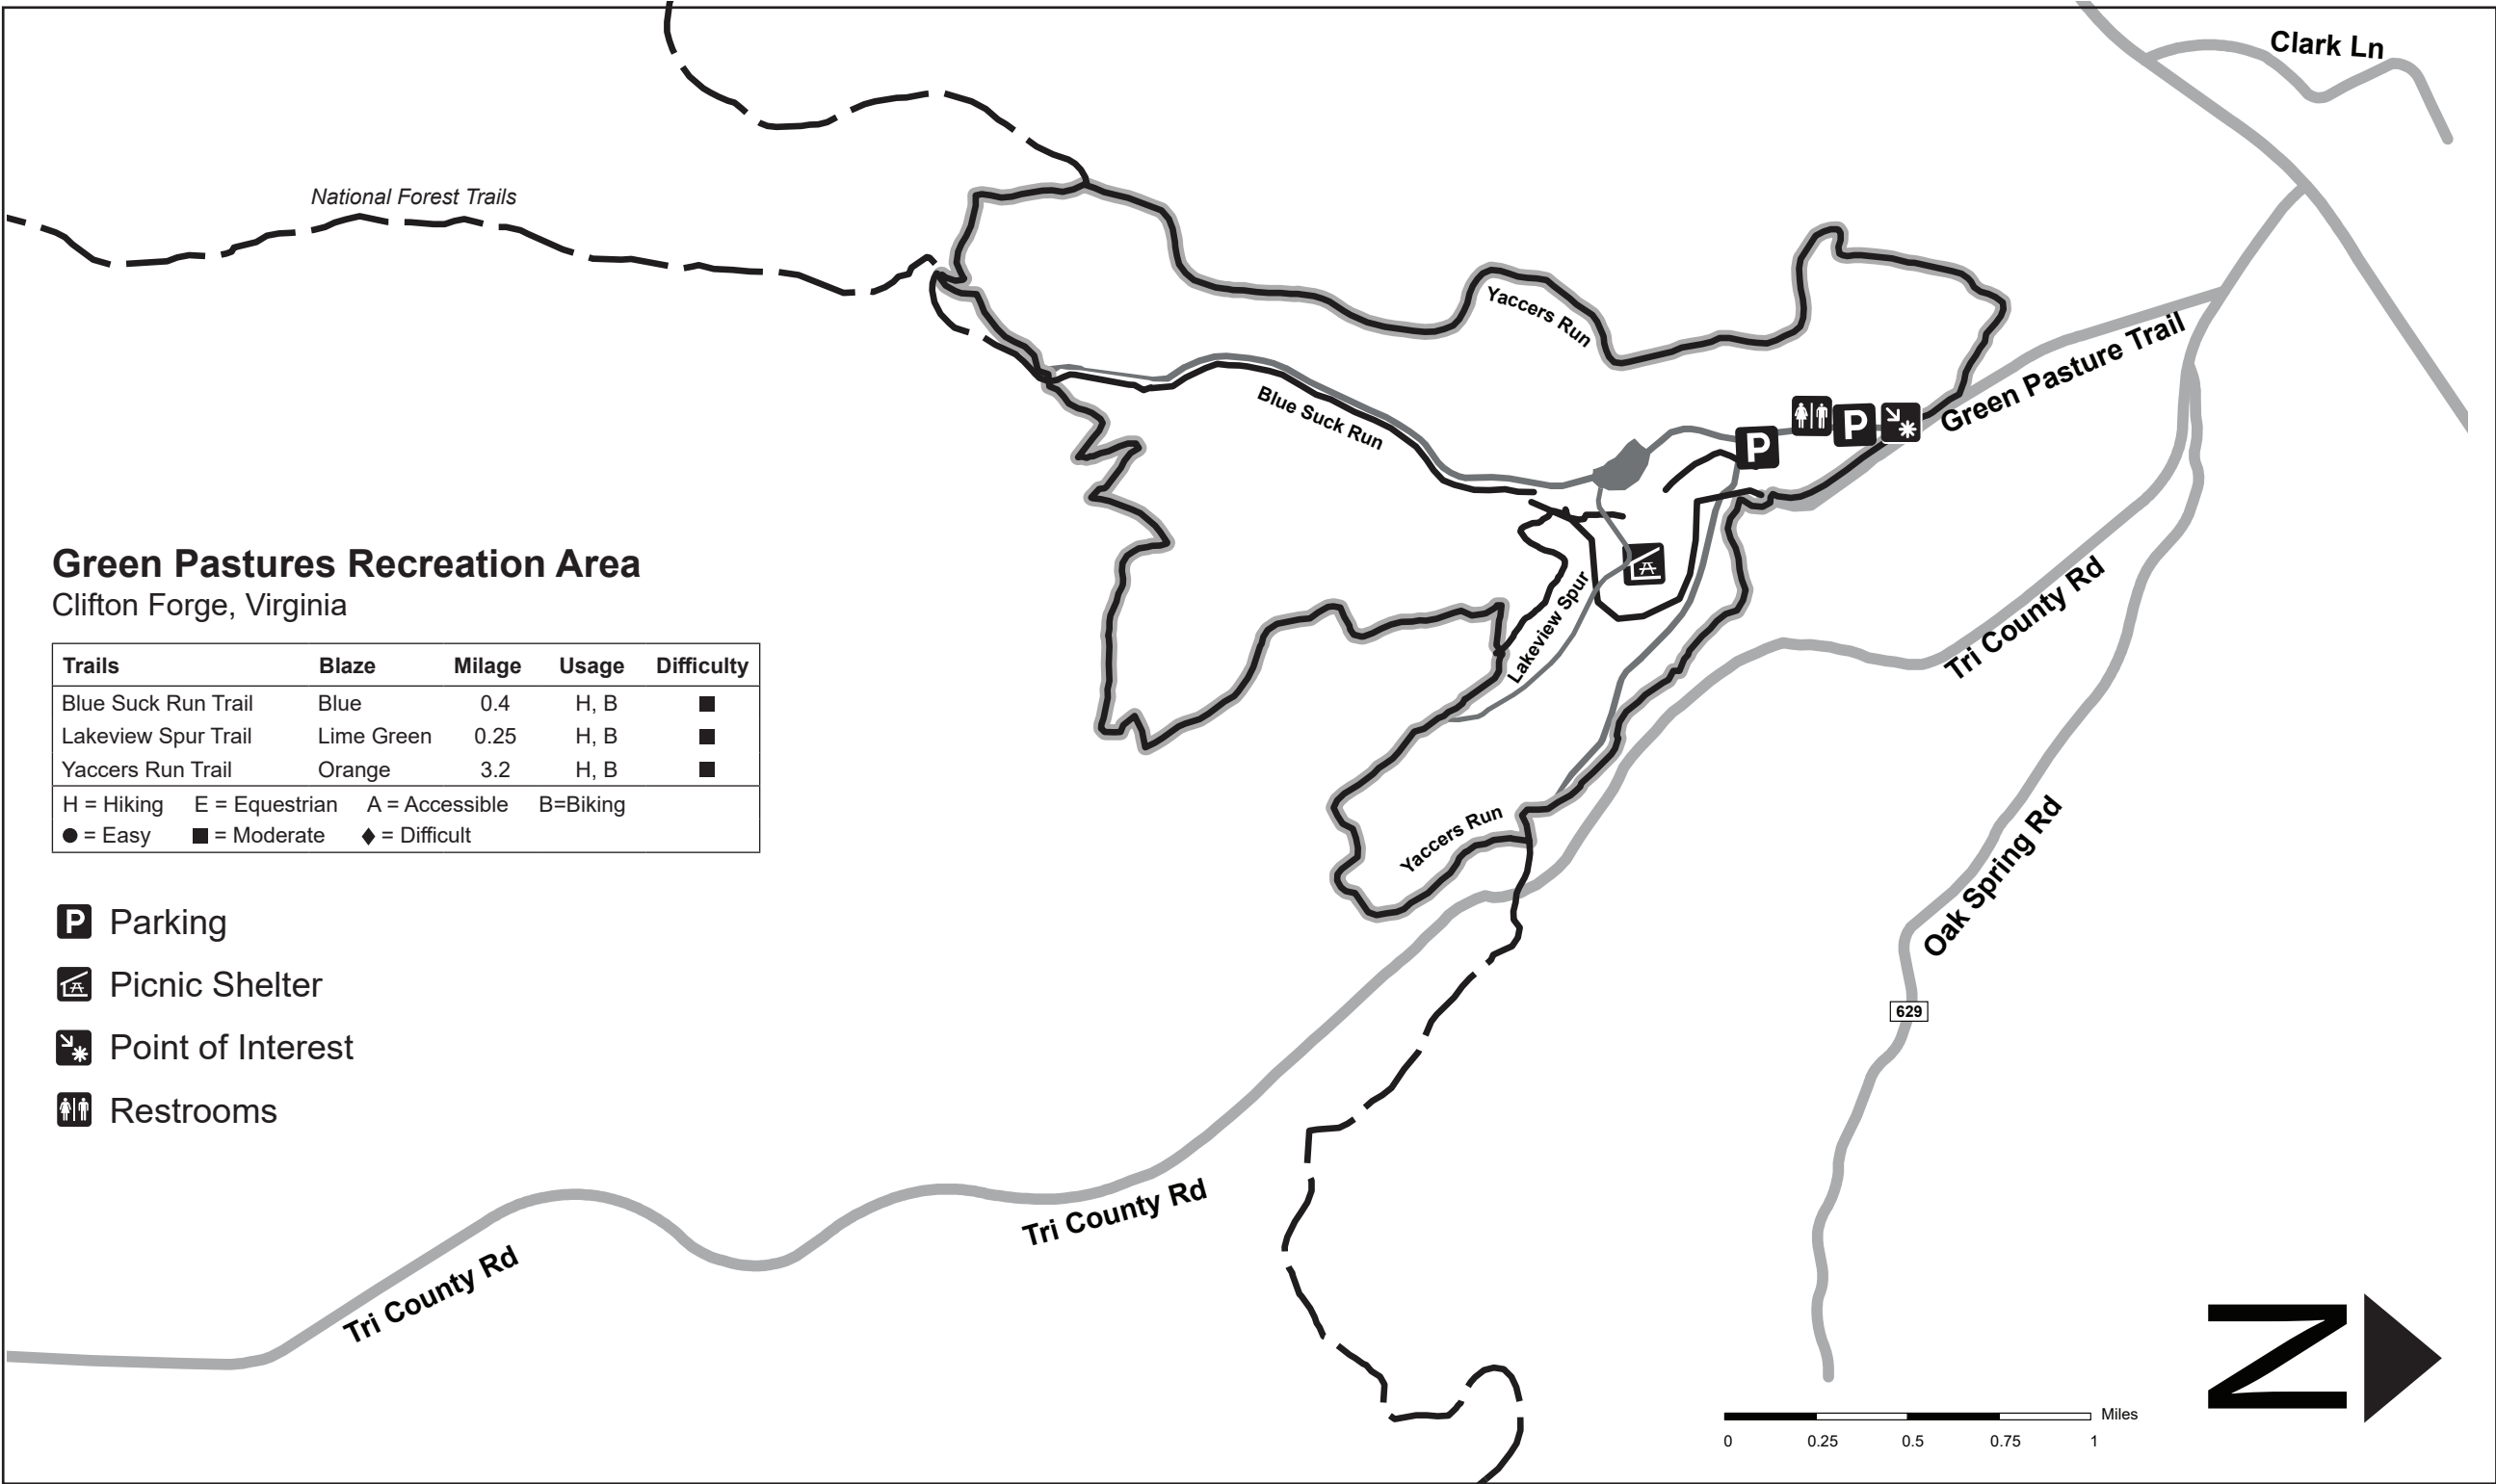 Clark Ln
National Forest Trails
Yaccers Run
Green Pasture Trail
Blue Suck Run
P
P
Green Pastures Recreation Area
Clifton Forge, Virginia
Trails Blaze Milage Usage Difficulty
Blue Suck Run Trail Blue 0.4 H, B ■
Lakeview Spur Trail Lime Green 0.25 H, B ■
Yaccers Run Trail Orange 3.2 H, B ■
H = Hiking E = Equestrian A = Accessible B=Biking
● = Easy ■ = Moderate ♦ = Difficult
Lakeview Spur
Tri County Rd
Yaccers Run
Oak Spring Rd
P Parking
Picnic Shelter
629
Point of Interest
Restrooms
Tri County Rd
Tri County Rd
N
Miles
0 0.25 0.5 0.75 1